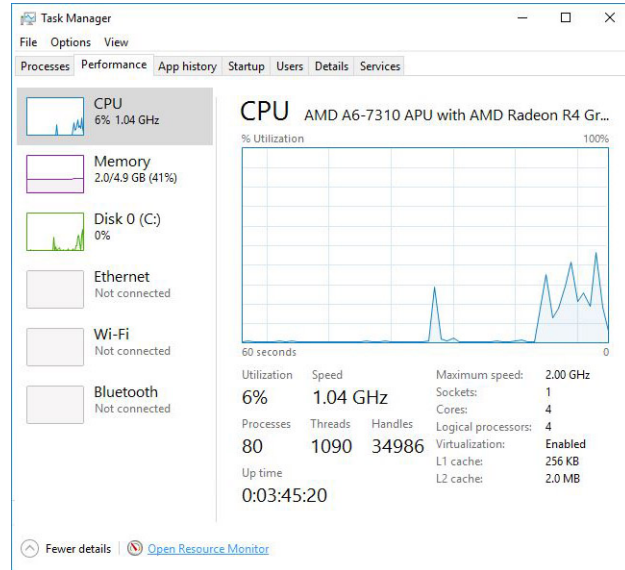 Task Manager
File Options View
Processes Performance App history Startup Users Details Services
CPU
6% 1.04 GHz
Memory
2.0/4.9 GB (41%)
Disk 0 (C:)
0%
Ethernet
Not connected
Wi-Fi
Not connected
Bluetooth
Not connected
CPU AMD A6-7310 APU with AMD Radeon R4 Gr...
% Utilization 100%
60 seconds 0
Utilization Speed
6% 1.04 GHz
Processes Threads Handles
80 1090 34986
Up time
0:03:45:20
Maximum speed: 2.00 GHz
Sockets: 1
Cores: 4
Logical processors: 4
Virtualization: Enabled
L1 cache: 256 KB
L2 cache: 2.0 MB
Fewer details Open Resource Monitor